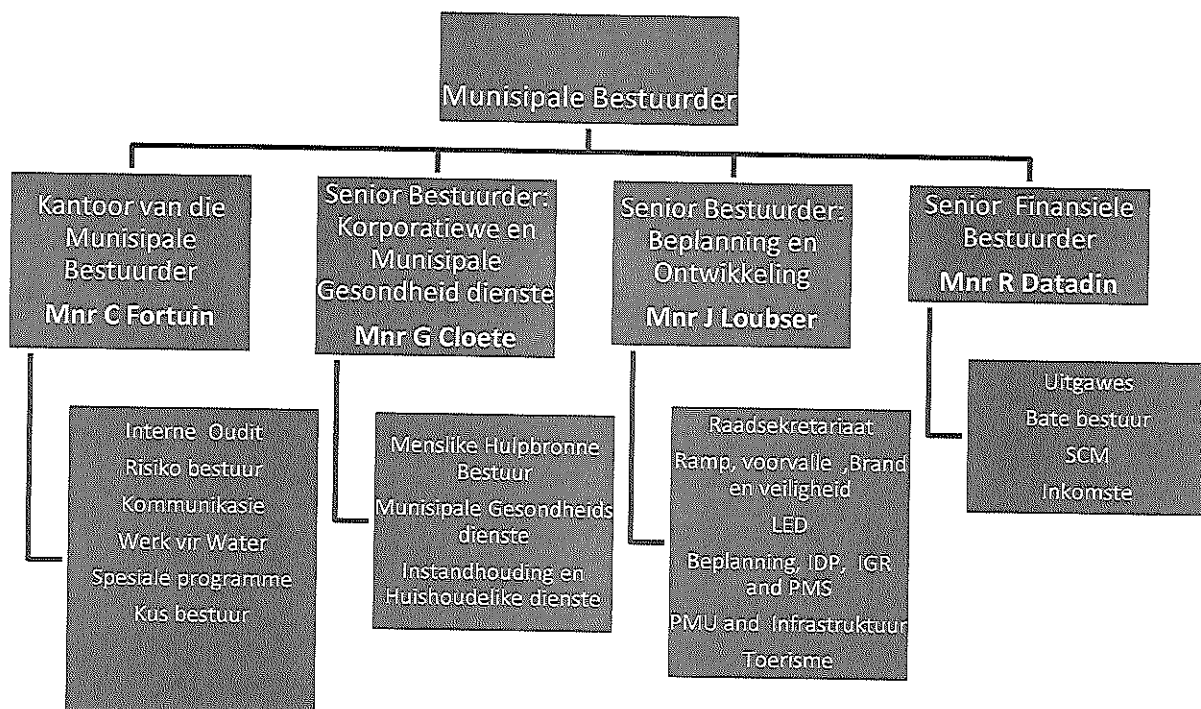 Munisipale Bestuurder
Kantoor van die
Munisipale
Bestuurder
Mnr C Fortuin
Senior Bestuurder:
Korporatiewe en
Munisipale
Gesondheid dienste
Mnr G Cloete
Senior Bestuurder:
Beplanning en
Ontwikkeling
Mnr J Loubser
Senior Finansiele
Bestuurder
Mnr R Datadin
Interne Oudit
Risiko bestuur
Kommunikasie
Werk vir Water
Spesiale programme
Kus bestuur
Menslike Hulpbronne
Bestuur
Munisipale Gesondheids
dienste
Instandhouding en
Huishoudelike dienste
Raadsekretariaat
Ramp, voorvalle ,Brand
en veiligheid
LED
Beplanning, IDP, IGR
and PMS
PMU and Infrastruktuur
Toerisme
Uitgawes
Bate bestuur
SCM
Inkomste